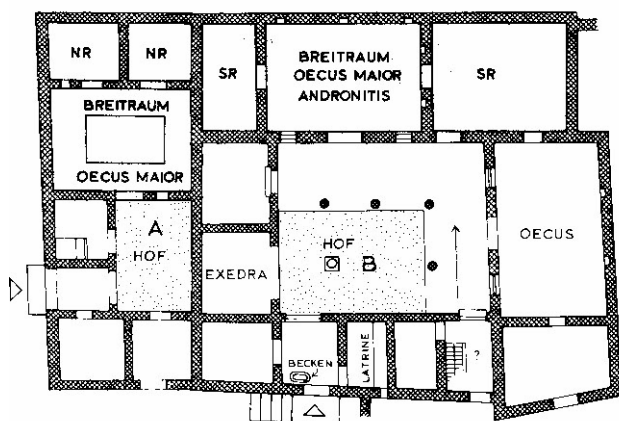 NR
NR
SR
BREITRAUM
OECUS MAIOR
ANDRONITIS
SR
BREITRAUM
OECUS MAIOR
A
HOF
EXEDRA
HOF
B
OECUS
BECKEN
LATRINE
?